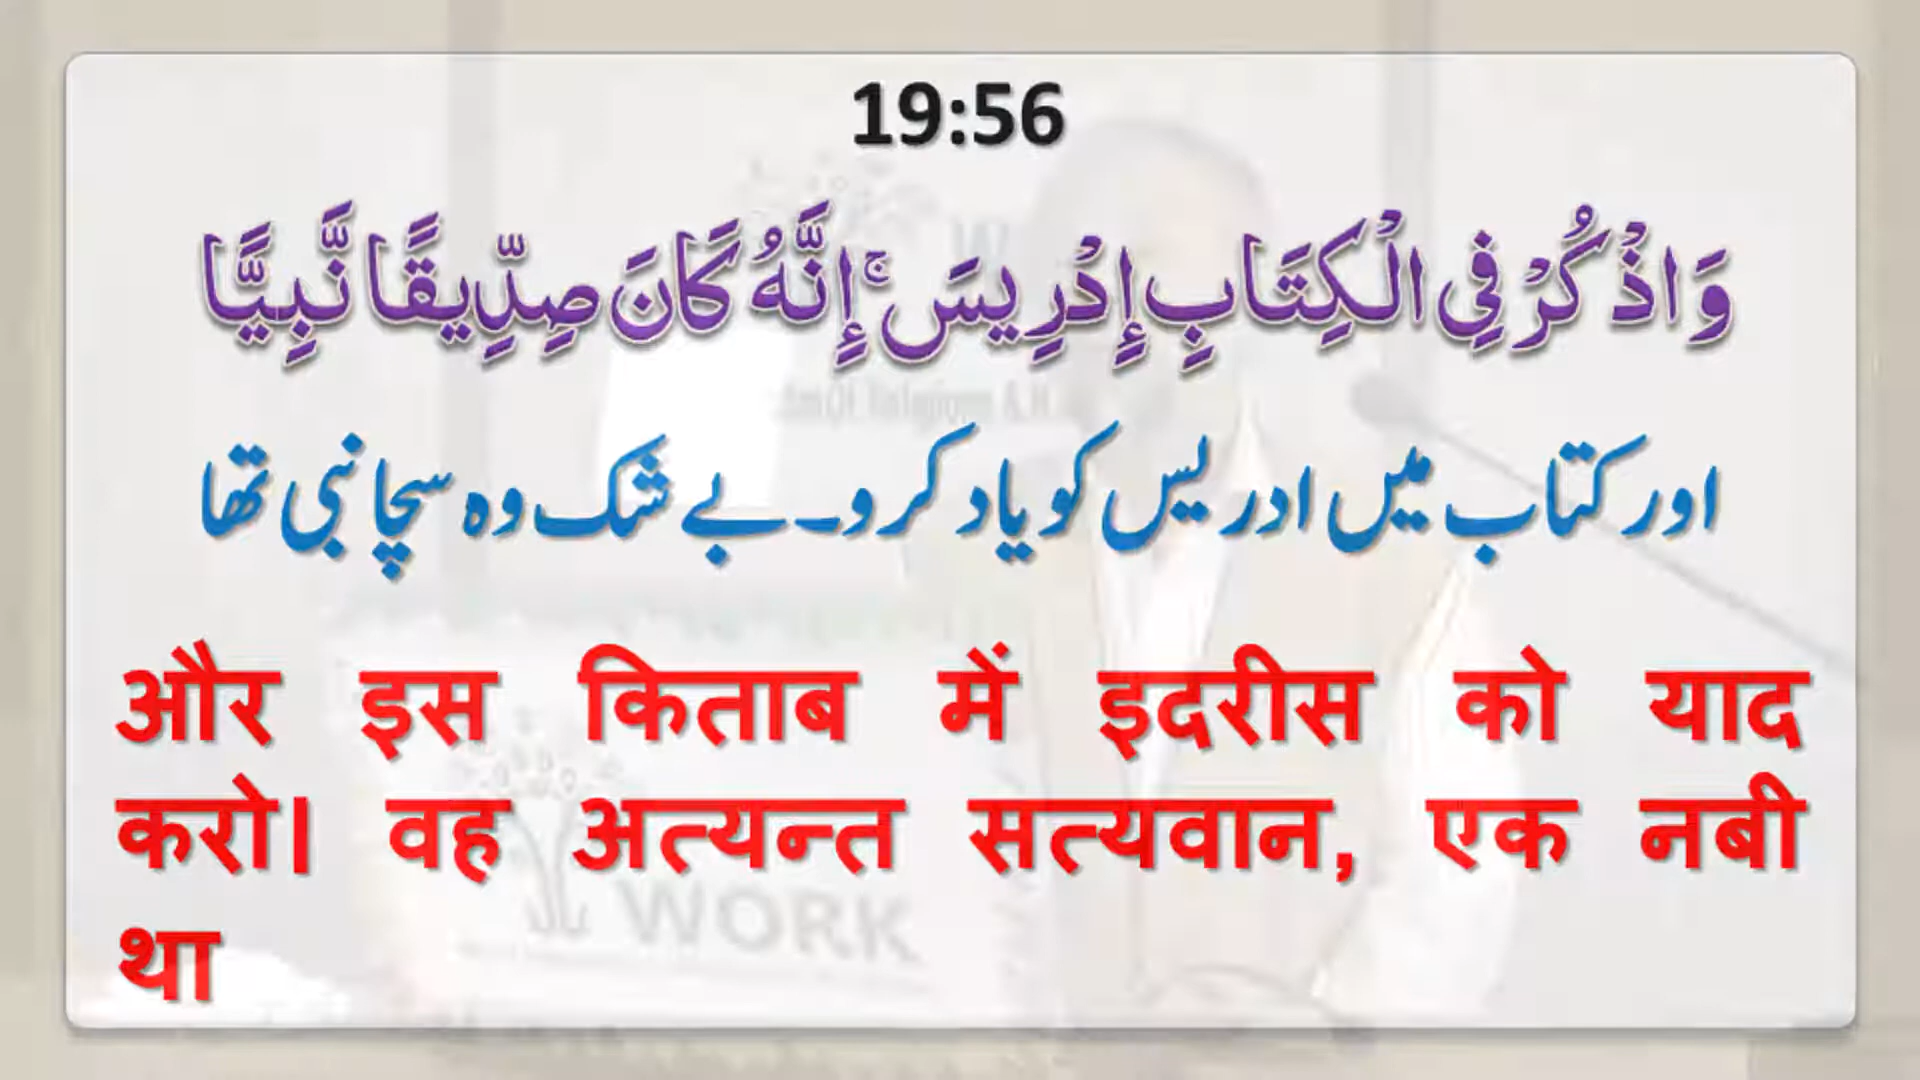 19:56
وَاذْكُرْ فِي الْكِتَابِ إِدْرِيسَ ۚ إِنَّهُ كَانَ صِدِّيقًا نَّبِيًّا
اور کتاب میں ادریس کو یاد کرو۔ بے شک وہ سچا نبی تھا
और इस किताब में इदरीस को याद
करो। वह अत्यन्त सत्यवान, एक नबी
था
WORK